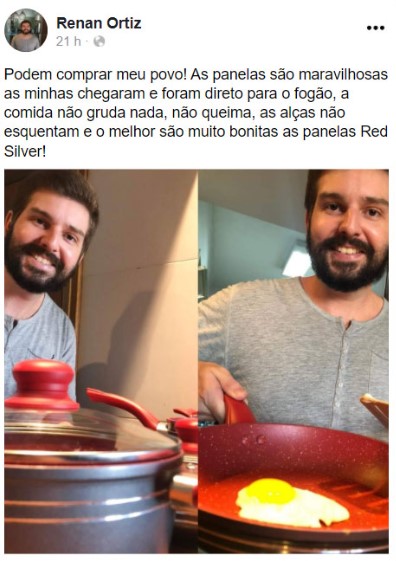 Renan Ortiz
21 h ·
Podem comprar meu povo! As panelas são maravilhosas
as minhas chegaram e foram direto para o fogão, a
comida não gruda nada, não queima, as alças não
esquentam e o melhor são muito bonitas as panelas Red
Silver!